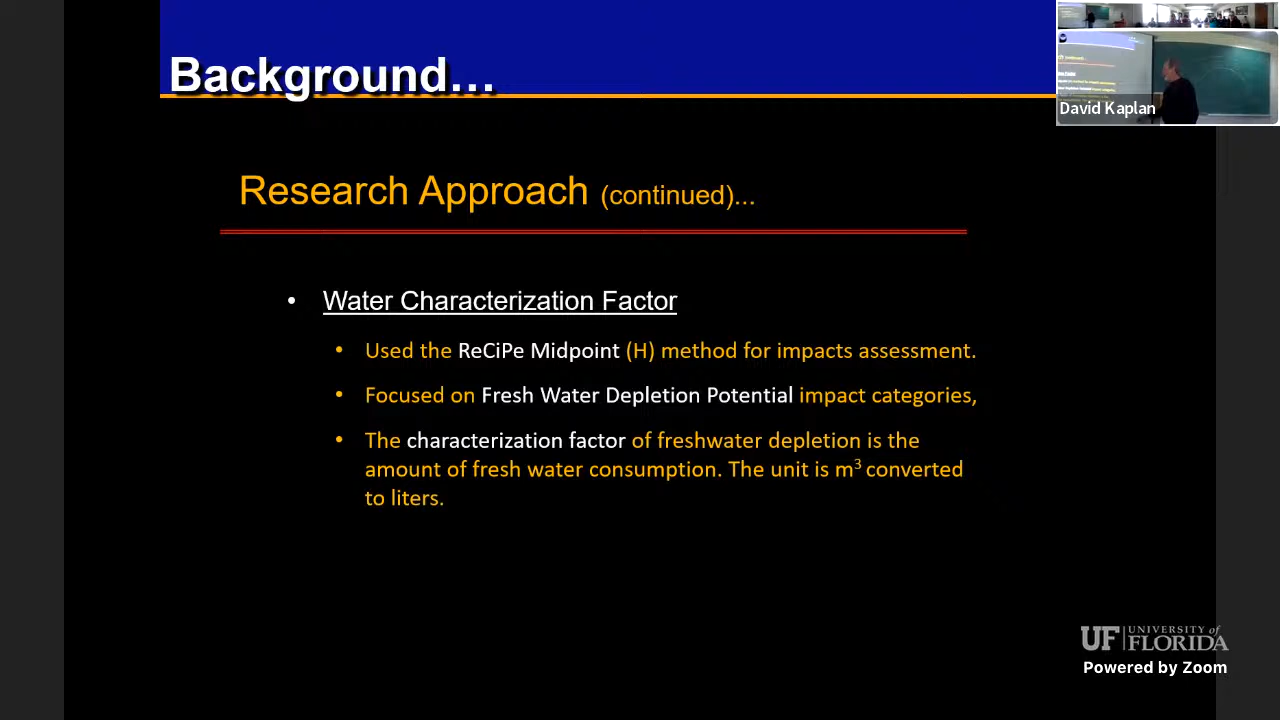 Background…
David Kaplan
Research Approach (continued)...
• Water Characterization Factor
• Used the ReCiPe Midpoint (H) method for impacts assessment.
• Focused on Fresh Water Depletion Potential impact categories,
• The characterization factor of freshwater depletion is the
amount of fresh water consumption. The unit is m³ converted
to liters.
UF UNIVERSITY of
FLORIDA
Powered by Zoom